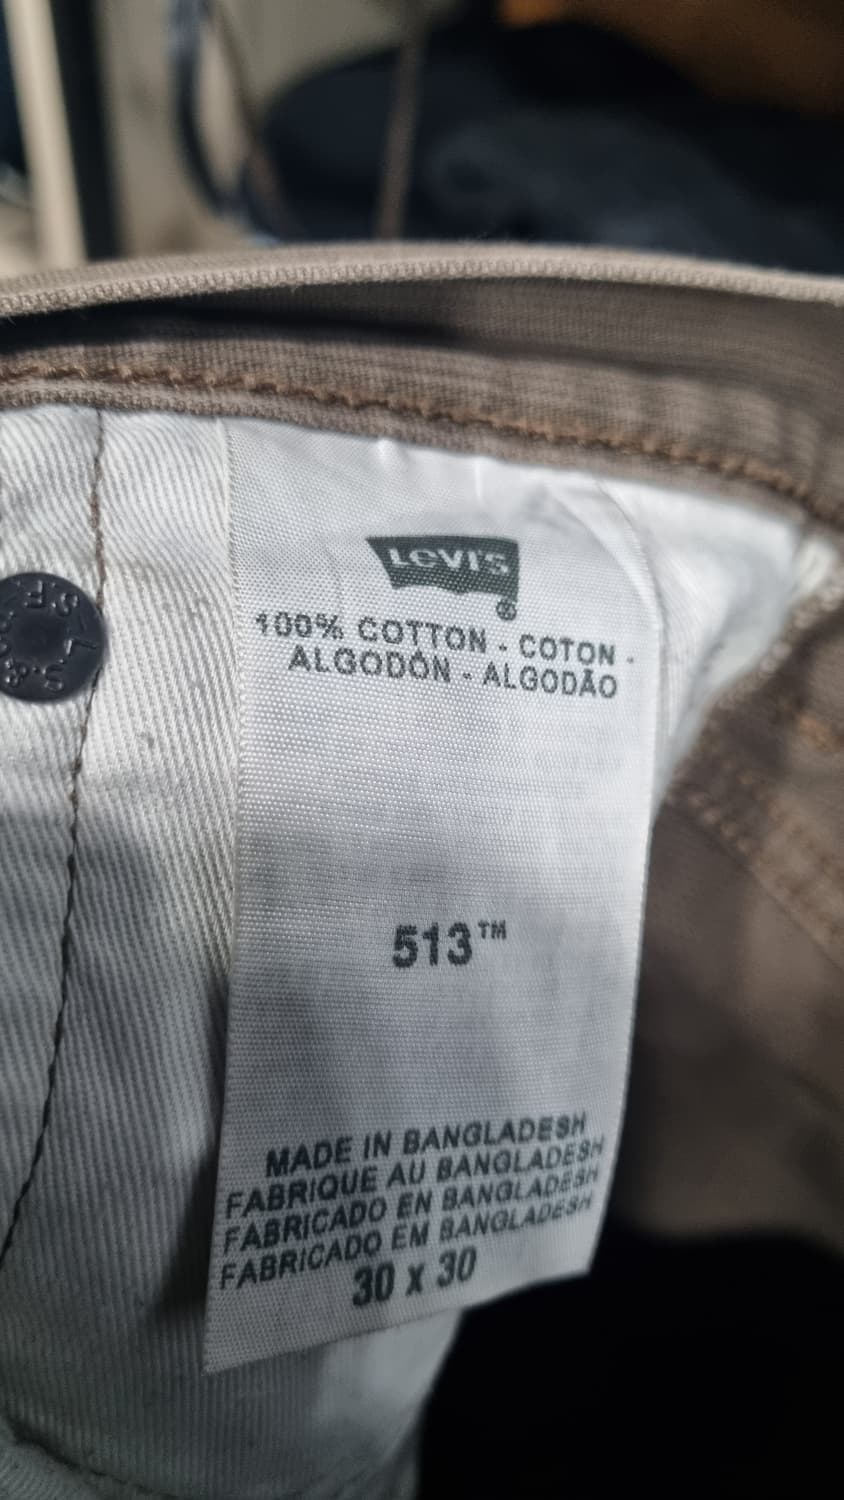 LEVI'S
®
100% COTTON - COTON -
ALGODÓN - ALGODÃO
513™
MADE IN BANGLADESH
FABRIQUE AU BANGLADESH
FABRICADO EN BANGLADESH
FABRICADO EM BANGLADESH
30 X 30